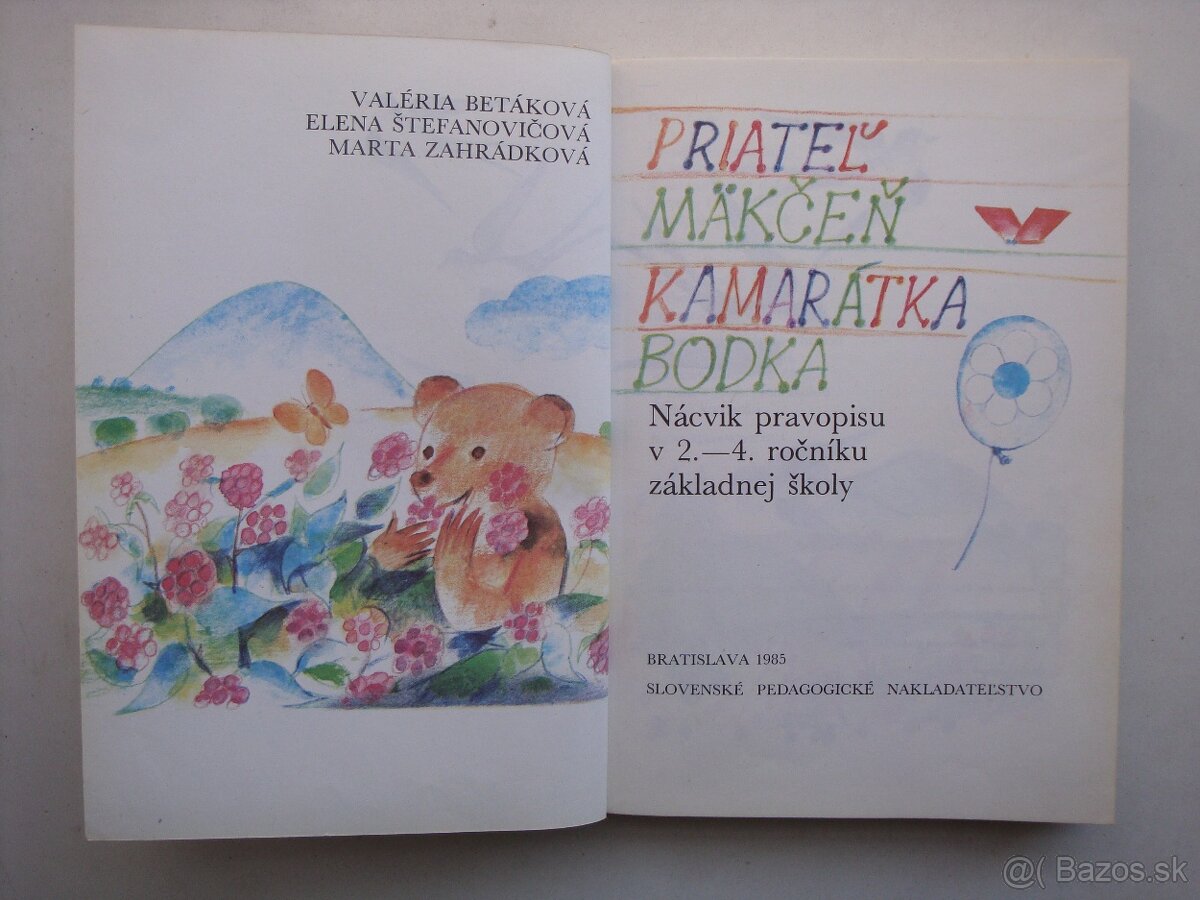 VALÉRIA BETÁKOVÁ
ELENA ŠTEFANOVIČOVÁ
MARTA ZAHRÁDKOVÁ
PRIATEĽ
MÄKČEŇ
KAMARÁTKA
BODKA
Nácvik pravopisu
v 2.—4. ročníku
základnej školy
BRATISLAVA 1985
SLOVENSKÉ PEDAGOGICKÉ NAKLADATEĽSTVO
@( Bazos.sk